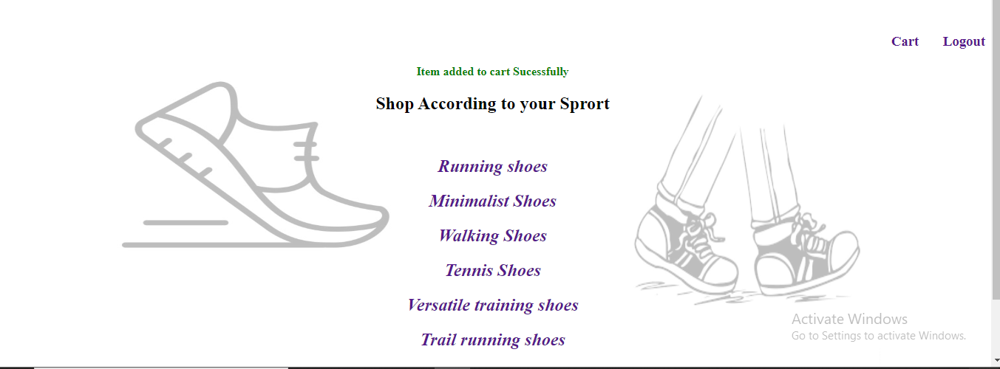 Cart Logout
Item added to cart Sucessfully
Shop According to your Sprort
Running shoes
Minimalist Shoes
Walking Shoes
Tennis Shoes
Versatile training shoes
Trail running shoes
Activate Windows
Go to Settings to activate Windows.